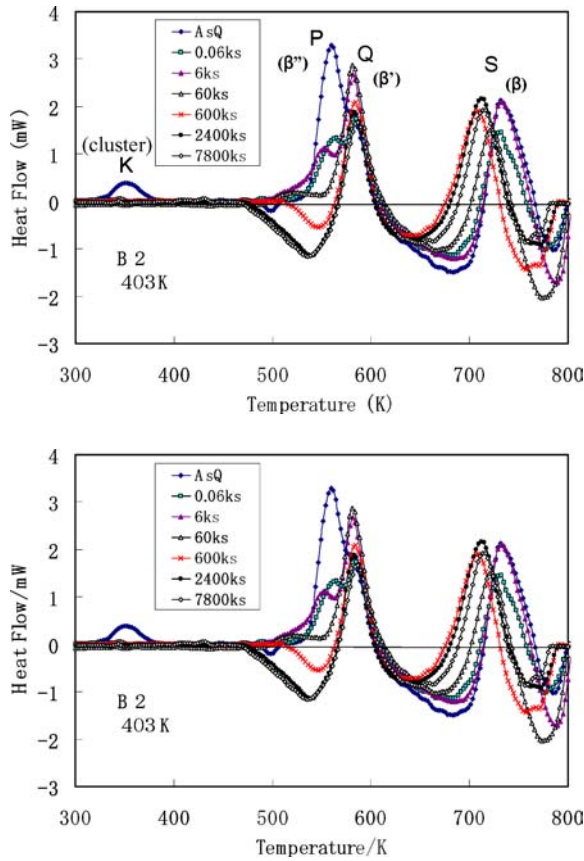 4
3
2
1
0
-1
-2
-3
Heat Flow (mW)
AsQ
0.06ks
6ks
60ks
600ks
2400ks
7800ks
P
(β'')
Q
(β')
S
(β)
(cluster)
K
B 2
403K
300 400 500 600 700 800
Temperature (K)
4
3
2
1
0
-1
-2
-3
Heat Flow/mW
AsQ
0.06ks
6ks
60ks
600ks
2400ks
7800ks
B 2
403K
300 400 500 600 700 800
Temperature/K